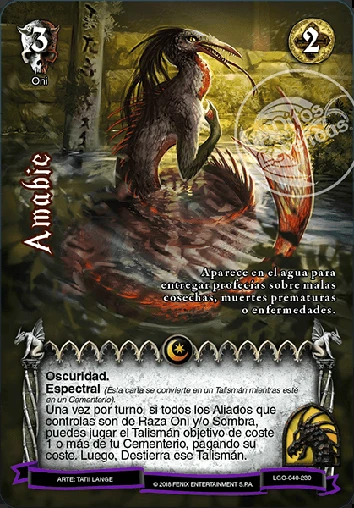 3
Oni
2
Amabie
Aparece en el agua para
entregar profecías sobre malas
cosechas, muertes prematuras
o enfermedades.
Oscuridad.
Espectral (Esta carta se convierte en un Talismán mientras esté
en un Cementerio).
Una vez por turno, si todos los Aliados que
controlas son de Raza Oni y/o Sombra,
puedes jugar el Talismán objetivo de coste
1 o más de tu Cementerio, pagando su
coste. Luego, Destierra ese Talismán.
ARTE: TAFII LANGE
© 2018 FENIX ENTERTAINMENT S.P.A